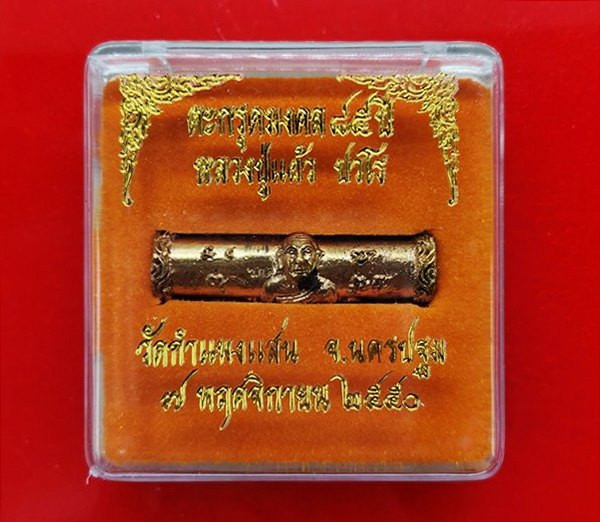 ตะกรุดมงคล ๘๕ ปี
หลวงปู่แผ้ว ปวโร
วัดกำแพงแสน จ.นครปฐม
๗ พฤศจิกายน ๒๕๕๐